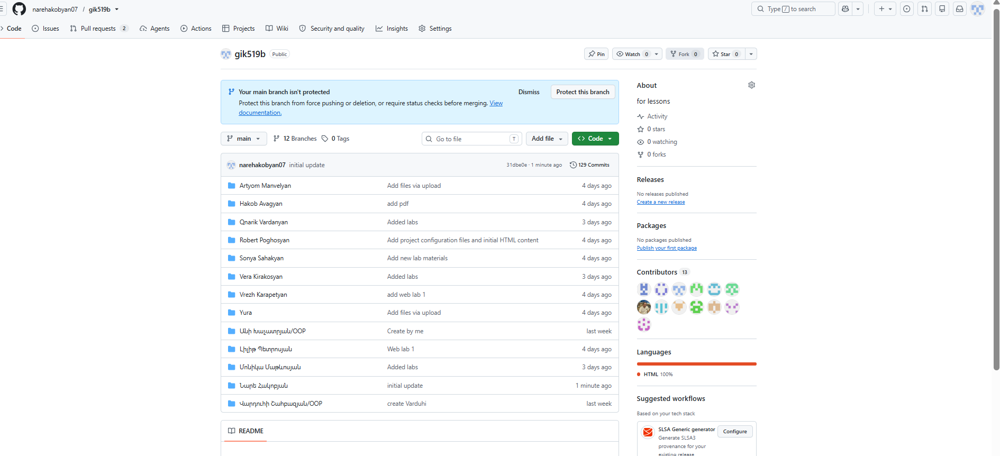 narehakobyan07 / gik519b
Type / to search
Code Issues Pull requests 2 Agents Actions Projects Wiki Security and quality Insights Settings
gik519b Public
Pin Watch 0 Fork 0 Star 0
Your main branch isn't protected
Protect this branch from force pushing or deletion, or require status checks before merging. View
documentation.
Dismiss
Protect this branch
main 12 Branches 0 Tags
Go to file T
Add file
Code
narehakobyan07 initial update 31dbe0e · 1 minute ago 129 Commits
Artyom Manvelyan Add files via upload 4 days ago
Hakob Avagyan add pdf 4 days ago
Qnarik Vardanyan Added labs 3 days ago
Robert Poghosyan Add project configuration files and initial HTML content 4 days ago
Sonya Sahakyan Add new lab materials 4 days ago
Vera Kirakosyan Added labs 3 days ago
Vrezh Karapetyan add web lab 1 4 days ago
Yura Add files via upload 4 days ago
Անի Խաչատրյան/OOP Create by me last week
Լիլիթ Պետրոսյան Web lab 1 4 days ago
Մոնիկա Մաթևոսյան Added labs 3 days ago
Նարե Հակոբյան initial update 1 minute ago
Վարդուհի Շահբազյան/OOP create Varduhi last week
README
About
for lessons
Activity
0 stars
0 watching
0 forks
Releases
No releases published
Create a new release
Packages
No packages published
Publish your first package
Contributors 13
Languages
HTML 100%
Suggested workflows
Based on your tech stack
SLSA Generic generator
Configure
Generate SLSA3
provenance for your
existing release